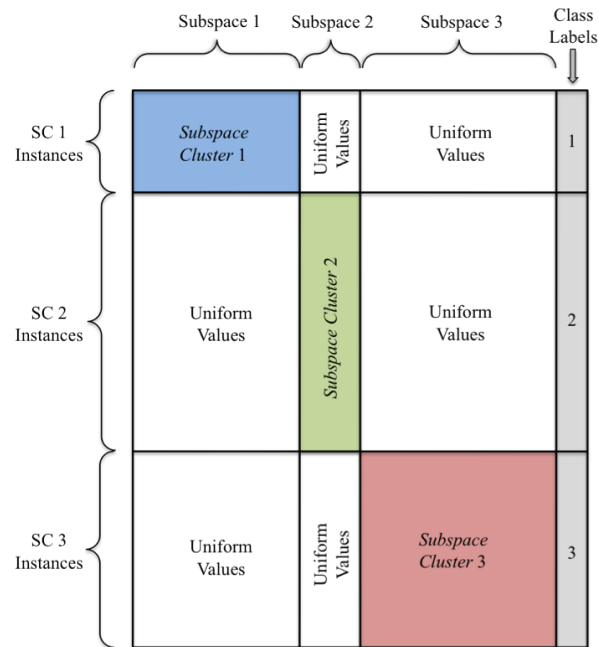 Subspace 1
Subspace 2
Subspace 3
Class
Labels
SC 1
Instances
Subspace
Cluster 1
Uniform
Values
Uniform
Values
1
SC 2
Instances
Uniform
Values
Subspace Cluster 2
Uniform
Values
2
SC 3
Instances
Uniform
Values
Uniform
Values
Subspace
Cluster 3
3